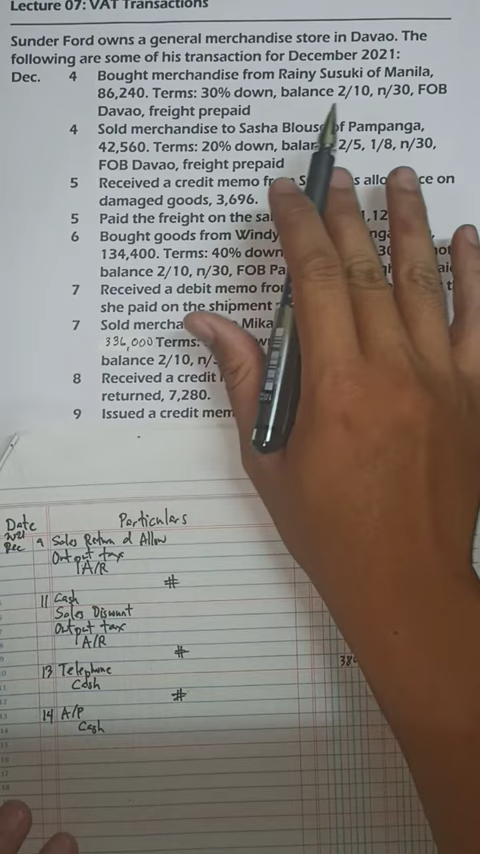 Lecture 07: VAT Transactions
Sunder Ford owns a general merchandise store in Davao. The
following are some of his transaction for December 2021:
Dec. 4 Bought merchandise from Rainy Susuki of Manila,
86,240. Terms: 30% down, balance 2/10, n/30, FOB
Davao, freight prepaid
4 Sold merchandise to Sasha Blouse of Pampanga,
42,560. Terms: 20% down, balan 2/5, 1/8, n/30,
FOB Davao, freight prepaid
5 Received a credit memo fr S s allo ce on
damaged goods, 3,696.
5 Paid the freight on the sa 1,12
6 Bought goods from Windy nga
134,400. Terms: 40% down 30 not
balance 2/10, n/30, FOB Pa aid
7 Received a debit memo fro t
she paid on the shipment
7 Sold mercha Mika
336,000 Terms:
balance 2/10, n/
8 Received a credit
returned, 7,280.
9 Issued a credit mem
Date Particulars
Dec 9 Sales Return d Allow
Output tax
A/R
#
11 Cash
Sales Discount
Output tax
A/R
#
13 Telephone
Cash
#
14 A/P
Cash